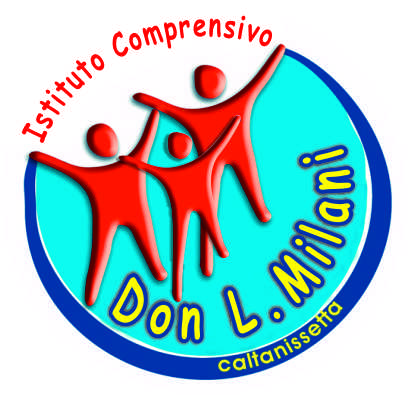 Istituto Comprensivo
Don L. Milani
caltanissetta